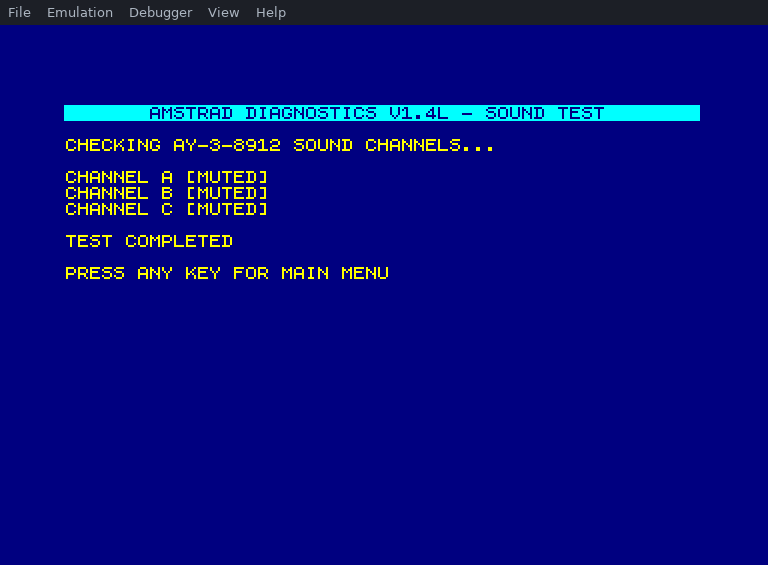 File Emulation Debugger View Help
AMSTRAD DIAGNOSTICS V1.4L - SOUND TEST
CHECKING AY-3-8912 SOUND CHANNELS...
CHANNEL A [MUTED]
CHANNEL B [MUTED]
CHANNEL C [MUTED]
TEST COMPLETED
PRESS ANY KEY FOR MAIN MENU